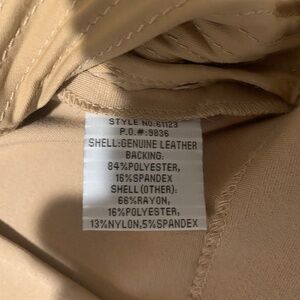 STYLE NO:61123
P.O.#:9836
SHELL:GENUINE LEATHER
BACKING:
84%POLYESTER,
16%SPANDEX
SHELL(OTHER):
66%RAYON,
16%POLYESTER,
13%NYLON,5%SPANDEX